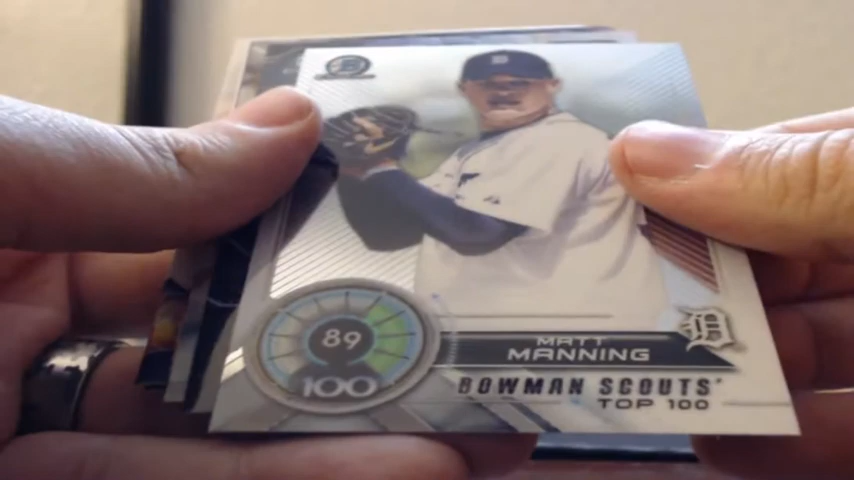 D
89
100
MATT
MANNING
BOWMAN SCOUTS'
TOP 100